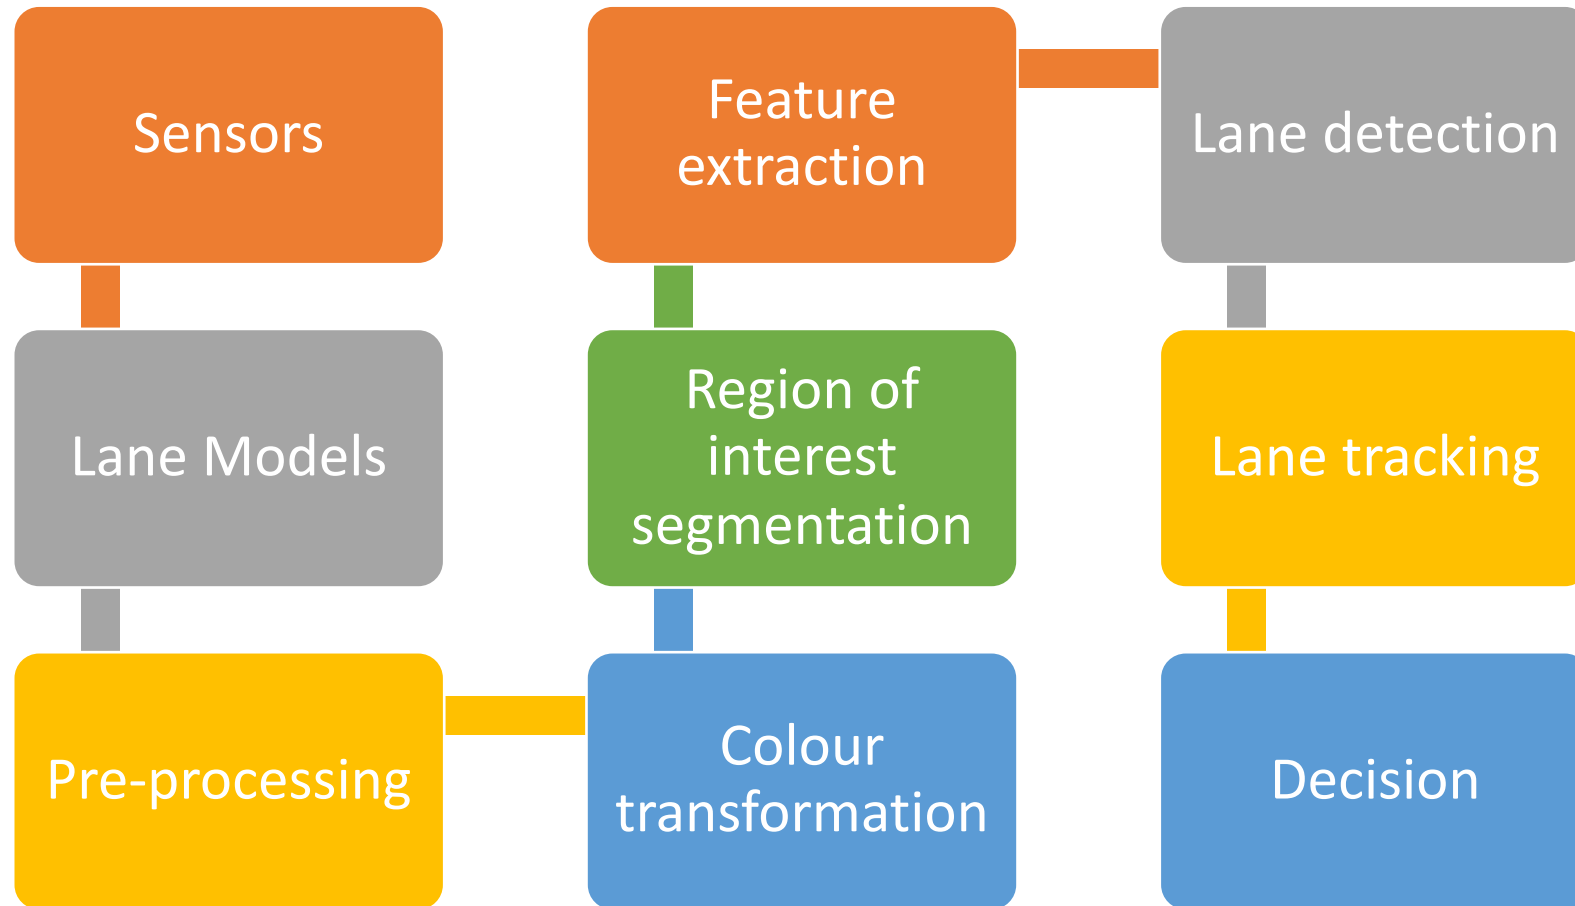 Sensors
Lane Models
Pre-processing
Colour
transformation
Region of
interest
segmentation
Feature
extraction
Lane detection
Lane tracking
Decision